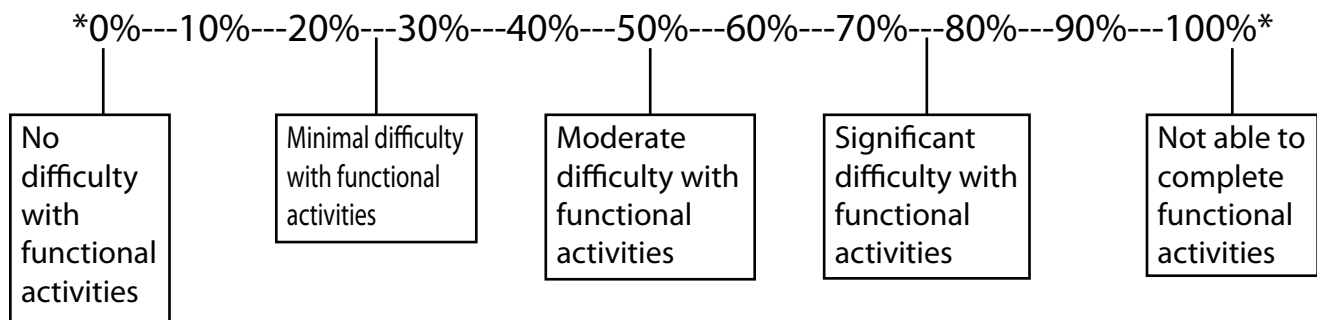 *0%---10%---20%---30%---40%---50%---60%---70%---80%---90%---100%*
No
difficulty
with
functional
activities
Minimal difficulty
with functional
activities
Moderate
difficulty with
functional
activities
Significant
difficulty with
functional
activities
Not able to
complete
functional
activities